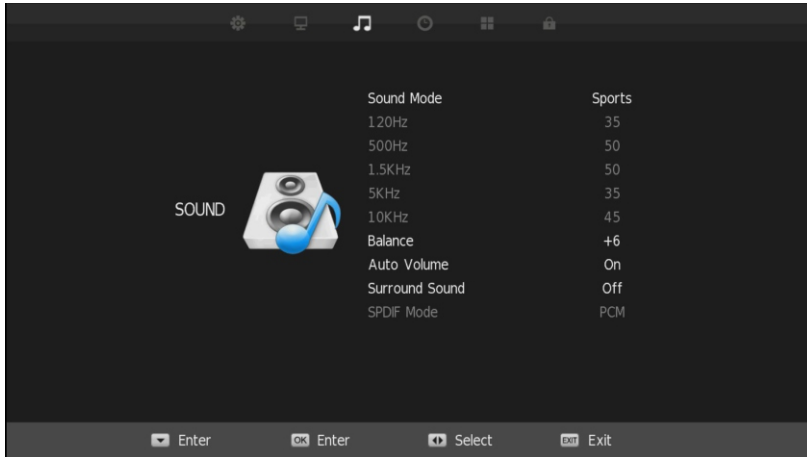 Sound Mode Sports
120Hz 35
500Hz 50
1.5KHz 50
5KHz 35
SOUND
10KHz 45
Balance +6
Auto Volume On
Surround Sound Off
SPDIF Mode PCM
Enter OK Enter Select EXIT Exit